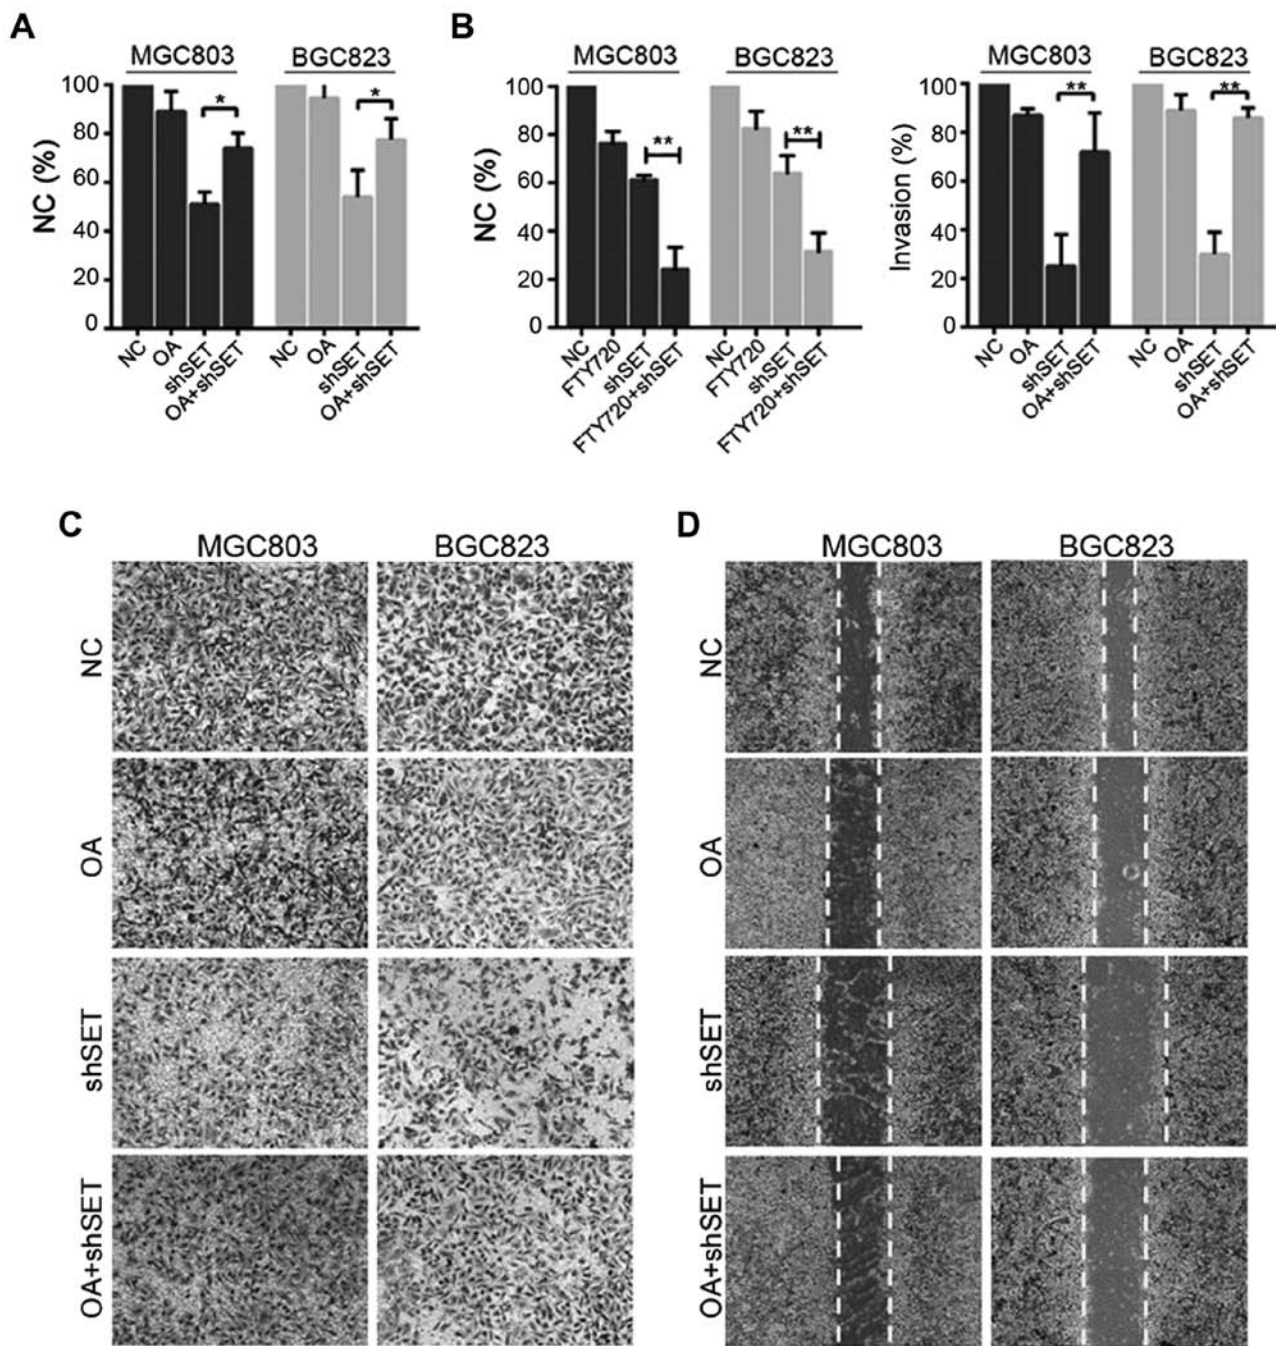 A
MGC803 BGC823
NC (%)
100
80
60
40
20
0
* *
NC OA shSET OA+shSET NC OA shSET OA+shSET
B
MGC803 BGC823
NC (%)
100
80
60
40
20
0
** **
NC FTY720 shSET FTY720+shSET NC FTY720 shSET FTY720+shSET
MGC803 BGC823
Invasion (%)
100
80
60
40
20
0
** **
NC OA shSET OA+shSET NC OA shSET OA+shSET
C
MGC803 BGC823
NC
OA
shSET
OA+shSET
D
MGC803 BGC823
NC
OA
shSET
OA+shSET